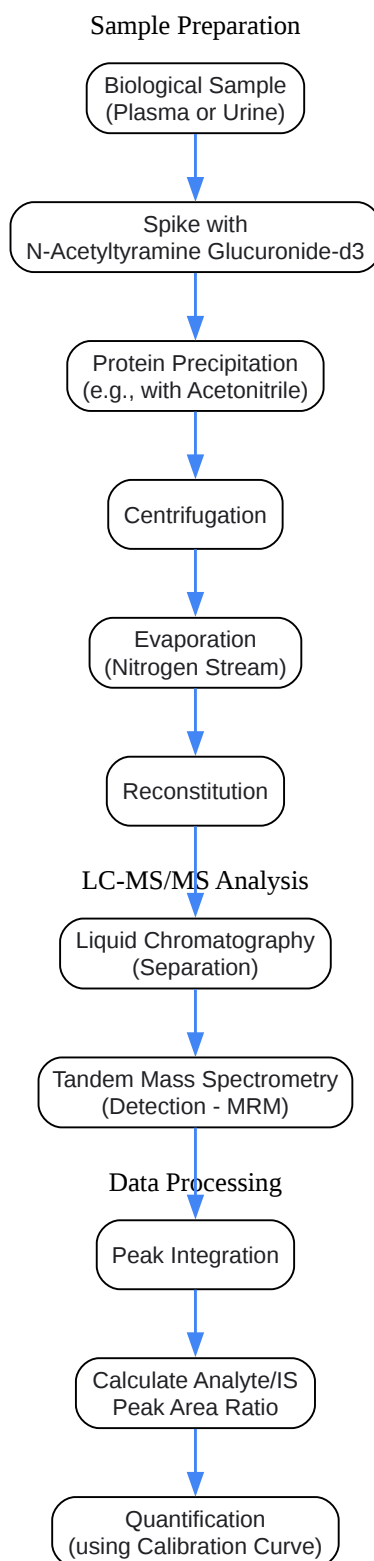 Sample Preparation
Biological Sample
(Plasma or Urine)
Spike with
N-Acetyltyramine Glucuronide-d3
Protein Precipitation
(e.g., with Acetonitrile)
Centrifugation
Evaporation
(Nitrogen Stream)
Reconstitution
LC-MS/MS Analysis
Liquid Chromatography
(Separation)
Tandem Mass Spectrometry
(Detection - MRM)
Data Processing
Peak Integration
Calculate Analyte/IS
Peak Area Ratio
Quantification
(using Calibration Curve)